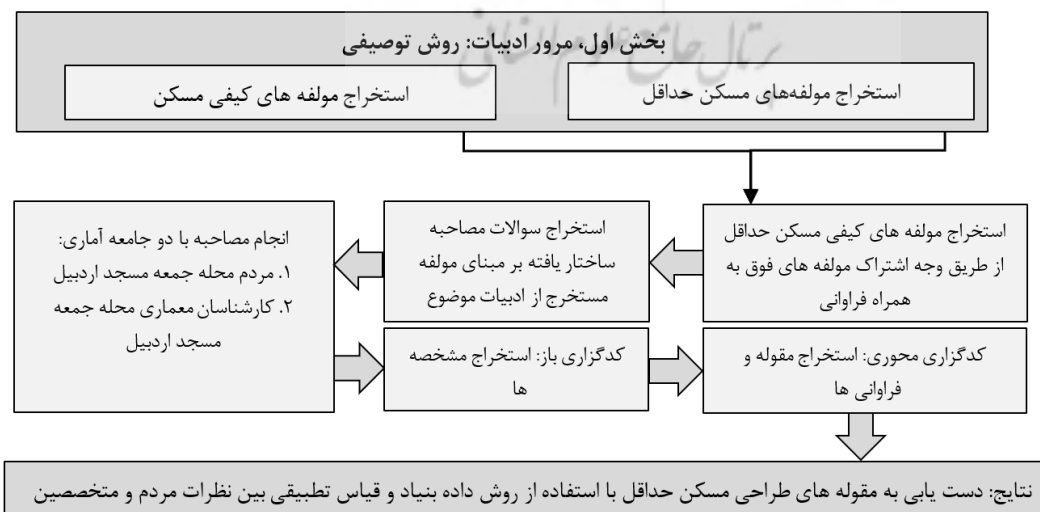 پرتال جامع علوم انسانی
بخش اول، مرور ادبیات: روش توصیفی
استخراج مولفه‌های مسکن حداقل
استخراج مولفه های کیفی مسکن
استخراج مولفه های کیفی مسکن حداقل
از طریق وجه اشتراک مولفه های فوق به
همراه فراوانی
استخراج سوالات مصاحبه
ساختار یافته بر مبنای مولفه
مستخرج از ادبیات موضوع
انجام مصاحبه با دو جامعه آماری:
۱. مردم محله جمعه مسجد اردبیل
۲. کارشناسان معماری محله جمعه
مسجد اردبیل
کدگزاری باز: استخراج مشخصه
ها
کدگزاری محوری: استخراج مقوله و
فراوانی ها
نتایج: دست یابی به مقوله های طراحی مسکن حداقل با استفاده از روش داده بنیاد و قیاس تطبیقی بین نظرات مردم و متخصصین